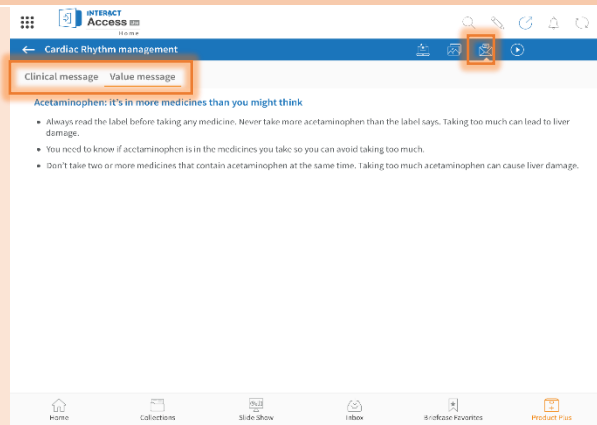 INTERACT
Access
Home
Cardiac Rhythm management
Clinical message Value message
Acetaminophen: it's in more medicines than you might think
• Always read the label before taking any medicine. Never take more acetaminophen than the label says. Taking too much can lead to liver
damage.
• You need to know if acetaminophen is in the medicines you take so you can avoid taking too much.
• Don't take two or more medicines that contain acetaminophen at the same time. Taking too much acetaminophen can cause liver damage.
Home Collections Slide Show Inbox Briefcase Favorites Product Plus